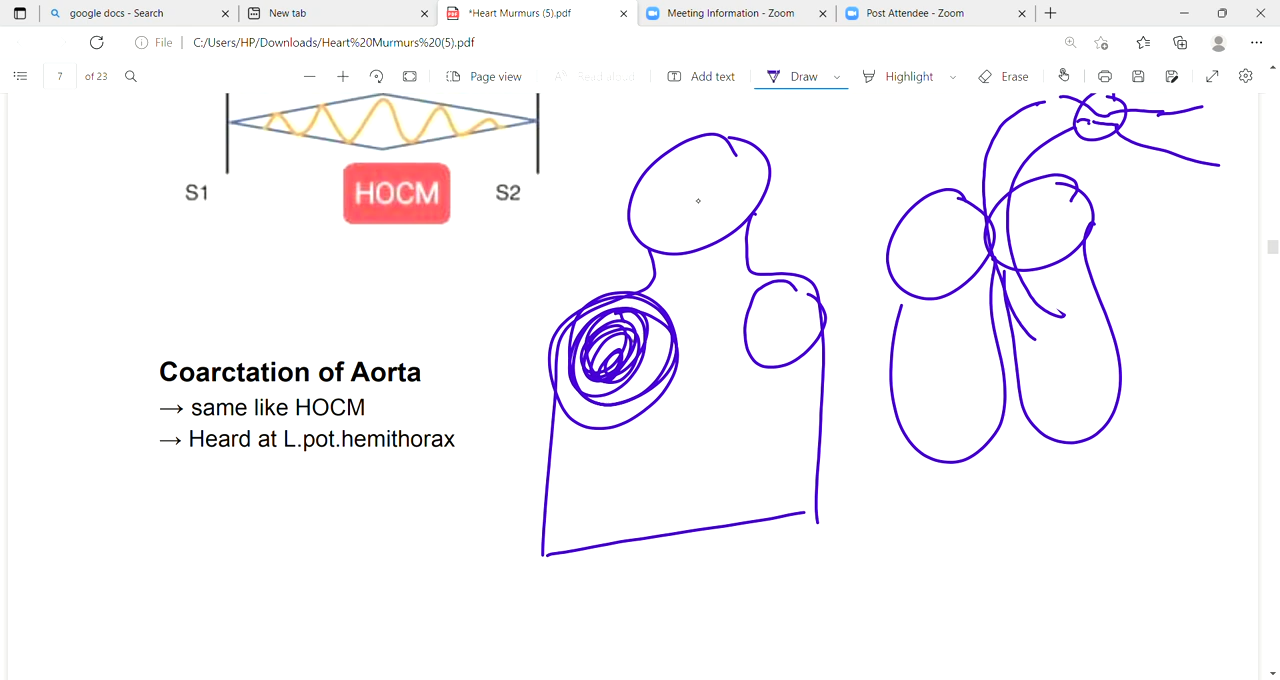 google docs - Search
New tab
*Heart Murmurs (5).pdf
Meeting Information - Zoom
Post Attendee - Zoom
File
C:/Users/HP/Downloads/Heart%20Murmurs%20(5).pdf
7 of 23
Page view
Read aloud
Add text
Draw
Highlight
Erase
S1
HOCM
S2
Coarctation of Aorta
→ same like HOCM
→ Heard at L.pot.hemithorax